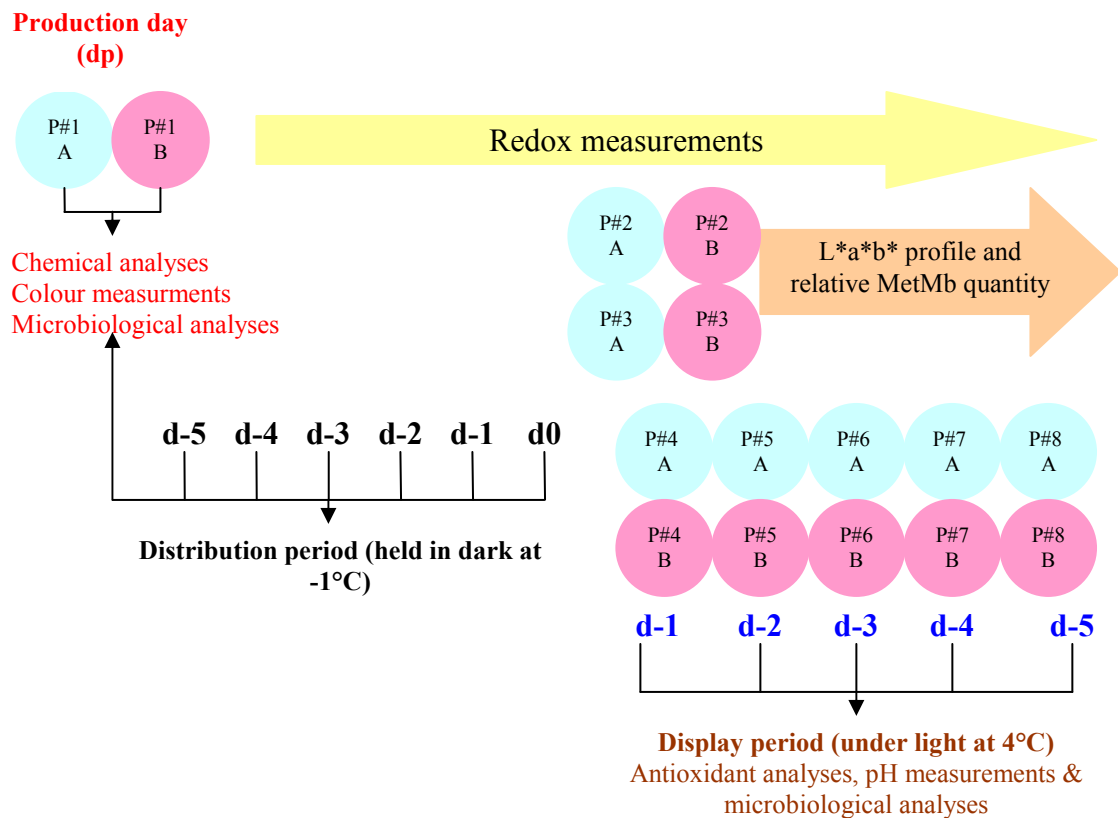 Production day
(dp)
P#1
A
P#1
B
Redox measurements
Chemical analyses
Colour measurments
Microbiological analyses
P#2
A
P#2
B
P#3
A
P#3
B
L*a*b* profile and
relative MetMb quantity
d-5 d-4 d-3 d-2 d-1 d0
Distribution period (held in dark at
-1°C)
P#4
A
P#5
A
P#6
A
P#7
A
P#8
A
P#4
B
P#5
B
P#6
B
P#7
B
P#8
B
d-1 d-2 d-3 d-4 d-5
Display period (under light at 4°C)
Antioxidant analyses, pH measurements &
microbiological analyses